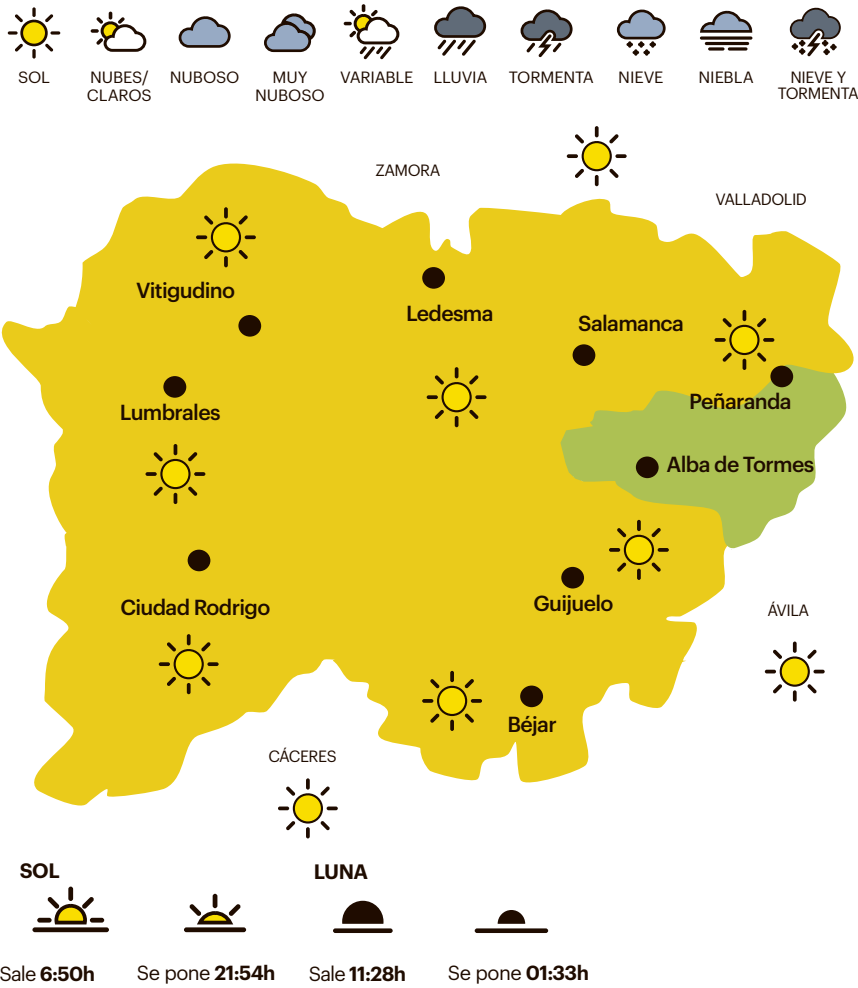 SOL
NUBES/
CLAROS
NUBOSO
MUY
NUBOSO
VARIABLE
LLUVIA
TORMENTA
NIEVE
NIEBLA
NIEVE Y
TORMENTA
ZAMORA
VALLADOLID
Vitigudino
Ledesma
Salamanca
Lumbrales
Peñaranda
Alba de Tormes
Ciudad Rodrigo
Guijuelo
ÁVILA
Béjar
CÁCERES
SOL
LUNA
Sale 6:50h
Se pone 21:54h
Sale 11:28h
Se pone 01:33h